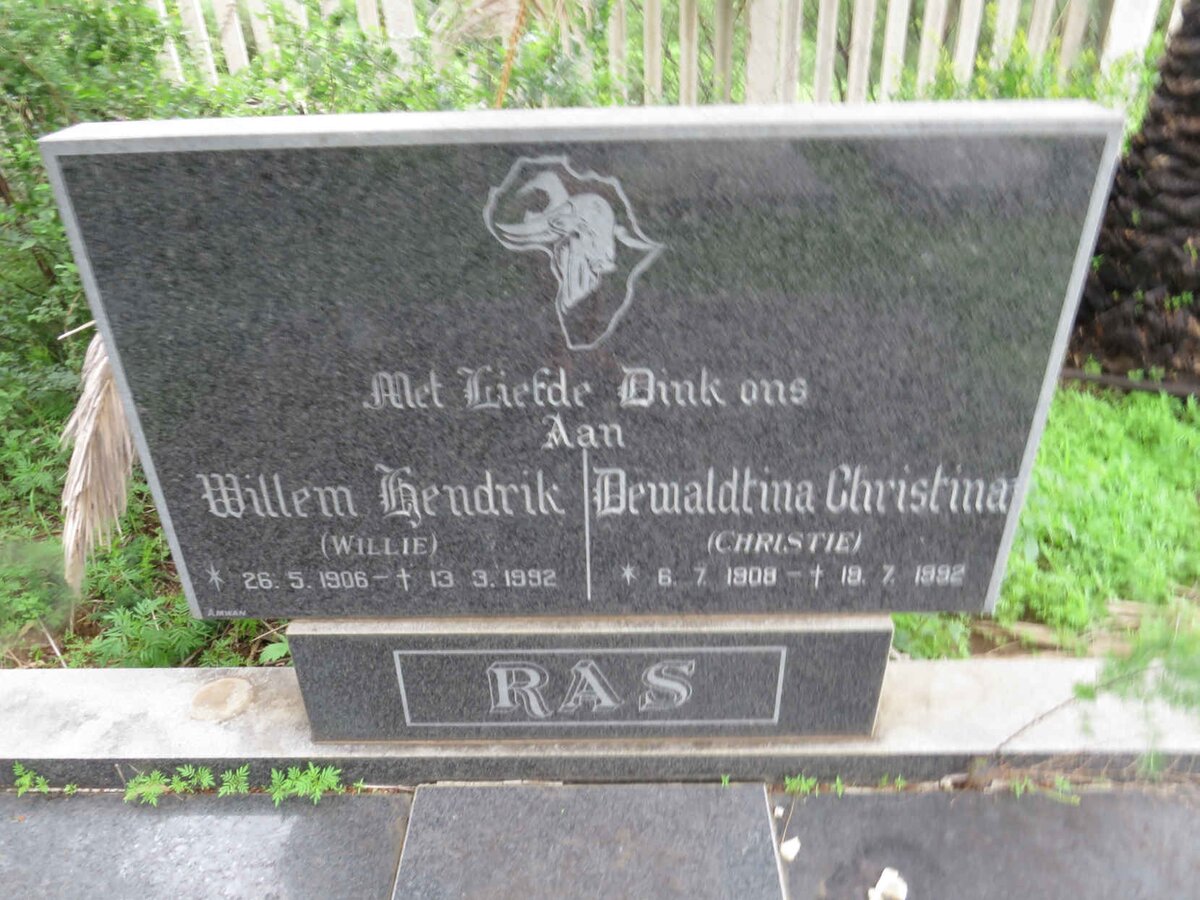 Met Liefde Dink ons
Aan
Willem Hendrik
(WILLIE)
* 26. 5. 1906 – † 13. 3. 1992
Dewaldtina Christina
(CHRISTIE)
* 6. 7. 1908 – † 19. 7. 1992
AMWAN
RAS